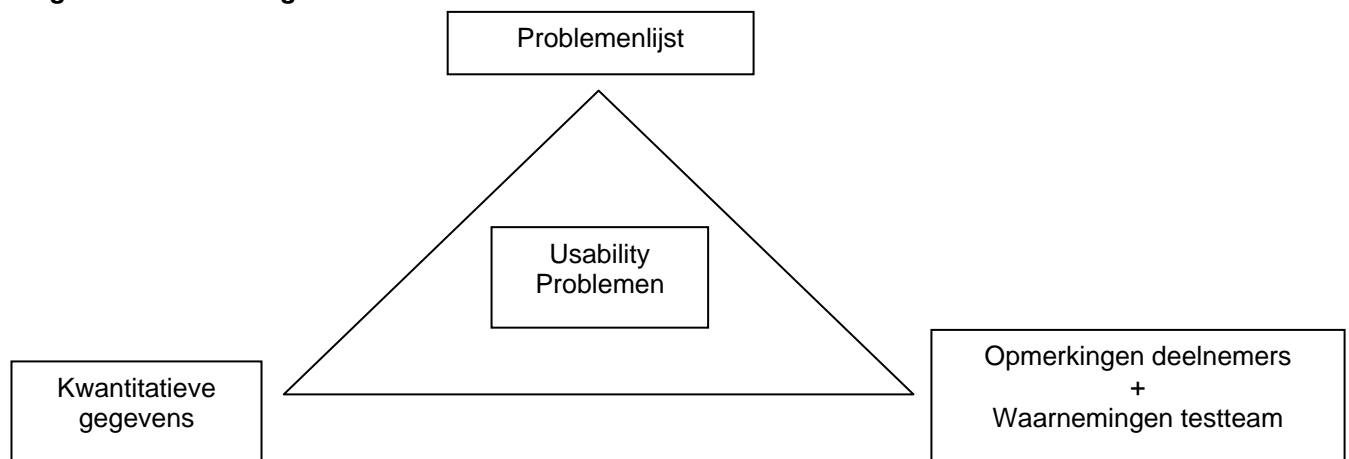 Problemenlijst
Usability
Problemen
Kwantitatieve
gegevens
Opmerkingen deelnemers
+
Waarnemingen testteam